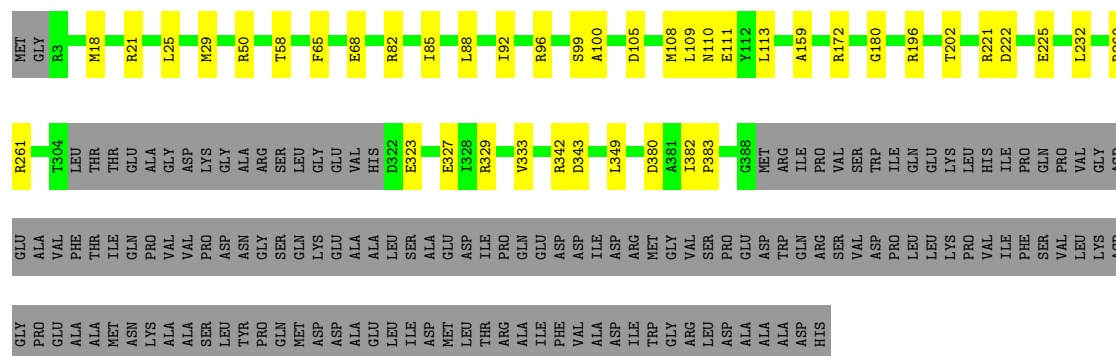 MET GLY R3 M18 R21 L25 M29 R50 T58 F65 E68 R82 I85 L88 I92 R96 S99 A100 D105 M108 L109 N110 E111 Y112 L113 A159 R172 G180 R196 T202 R221 D222 E225 L232
R261 T304 LEU THR THR GLU ALA GLY ASP LYS GLY ALA ARG SER LEU GLY GLU VAL HIS D322 E323 E327 I328 R329 V333 R342 D343 L349 D380 A381 I382 P383 G388 MET ARG ILE PRO VAL SER TRP ILE GLN GLU LYS LEU HIS ILE PRO GLN PRO VAL GLY
GLU ALA VAL PHE THR ILE GLN PRO VAL VAL PRO ASP ASN GLY SER GLN LYS GLU ALA ALA LEU SER ALA GLU ASP ILE PRO GLN GLU ASP ASP ILE ASP ARG MET GLY VAL SER PRO GLU ASP TRP GLN ARG SER VAL ASP PRO LEU LEU LYS PRO VAL ILE PHE SER VAL LEU LYS
GLY PRO GLU ALA ALA MET ASN LYS ALA ALA SER LEU TYR PRO GLN MET ASP ASP ALA GLU LEU ILE ASP MET LEU THR ARG ALA ILE PHE VAL ALA ASP ILE TRP GLY ARG LEU ASP ALA ALA ALA ASP HIS